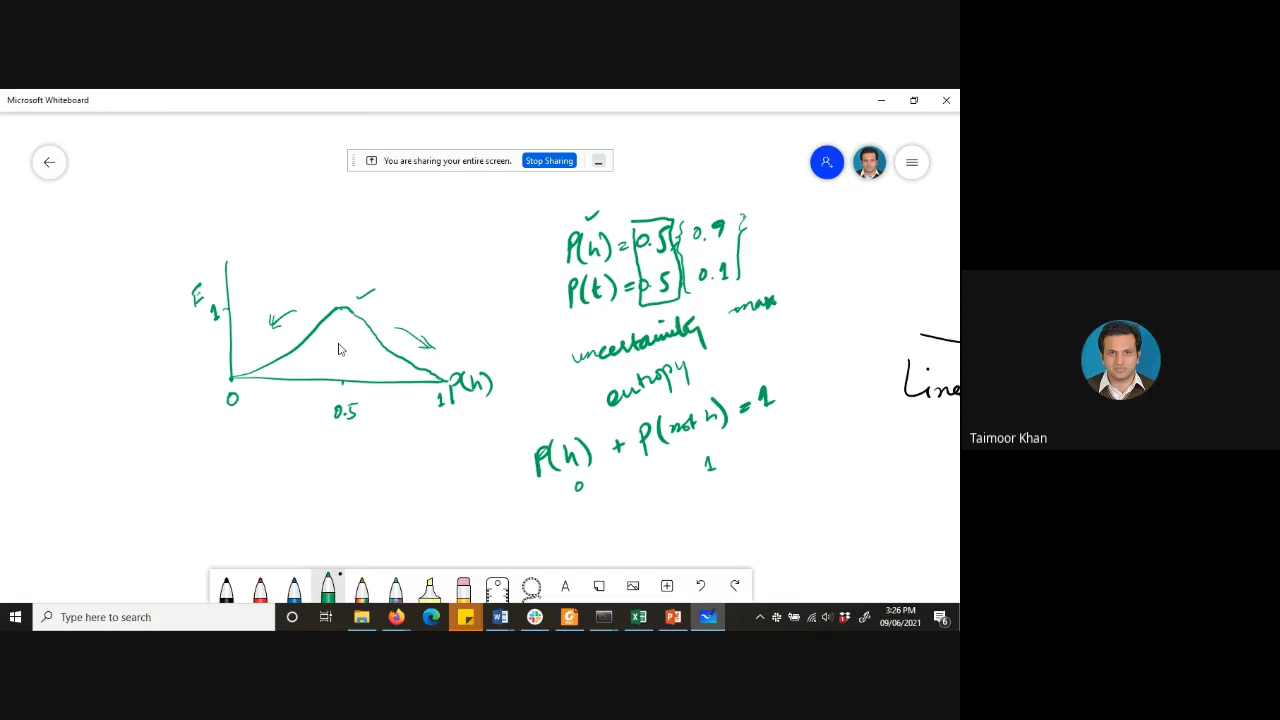 Microsoft Whiteboard
You are sharing your entire screen. Stop Sharing
P(h) = 0.5 0.9
P(t) = 0.5 0.1
uncertainity max
entropy
P(h) + P(not h) = 1
0 1
E
1
0 0.5 1 P(h)
Line
Taimoor Khan
Type here to search
3:26 PM
09/06/2021
6